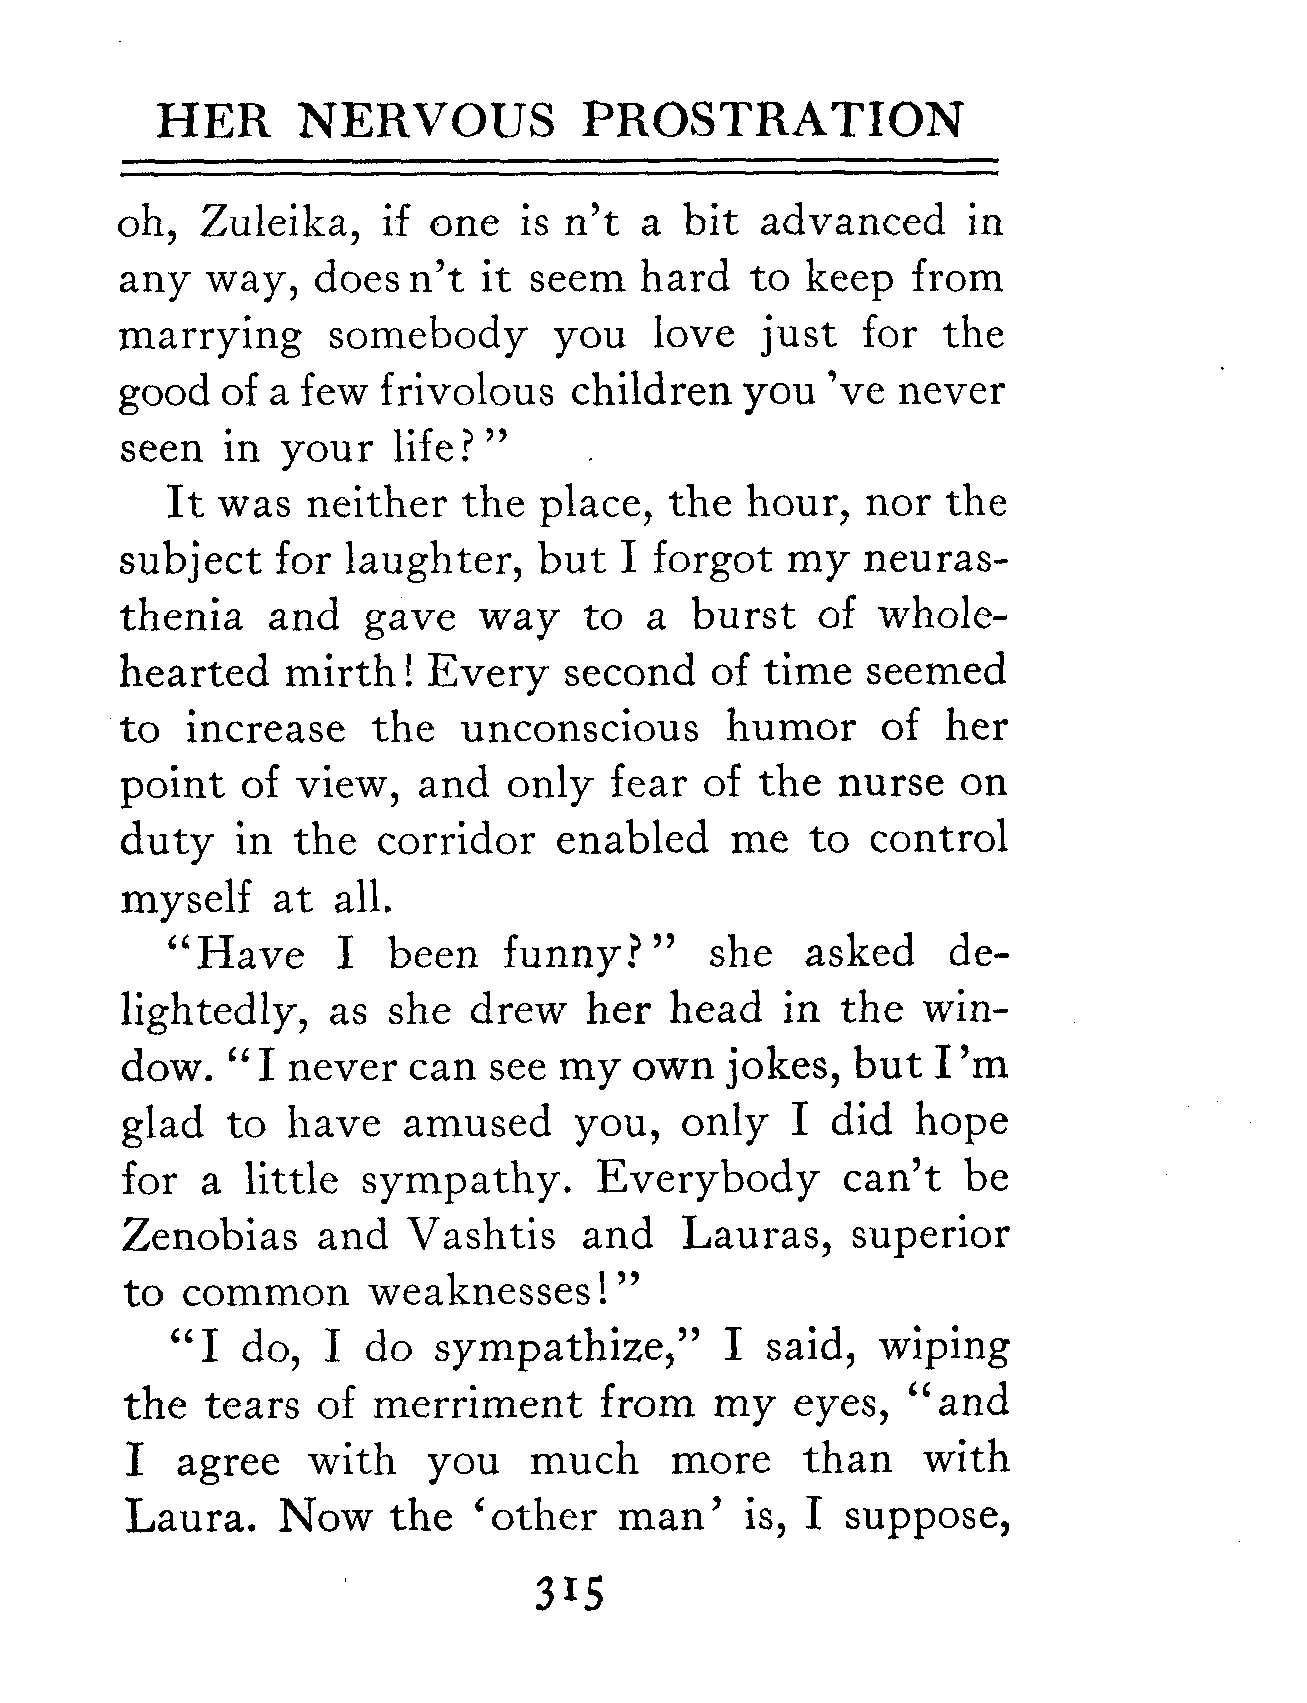 HER NERVOUS PROSTRATION
oh, Zuleika, if one is n't a bit advanced in
any way, does n't it seem hard to keep from
marrying somebody you love just for the
good of a few frivolous children you 've never
seen in your life?"
It was neither the place, the hour, nor the
subject for laughter, but I forgot my neuras-
thenia and gave way to a burst of whole-
hearted mirth! Every second of time seemed
to increase the unconscious humor of her
point of view, and only fear of the nurse on
duty in the corridor enabled me to control
myself at all.
"Have I been funny?" she asked de-
lightedly, as she drew her head in the win-
dow. "I never can see my own jokes, but I 'm
glad to have amused you, only I did hope
for a little sympathy. Everybody can't be
Zenobias and Vashtis and Lauras, superior
to common weaknesses!"
"I do, I do sympathize," I said, wiping
the tears of merriment from my eyes, "and
I agree with you much more than with
Laura. Now the 'other man' is, I suppose,
315